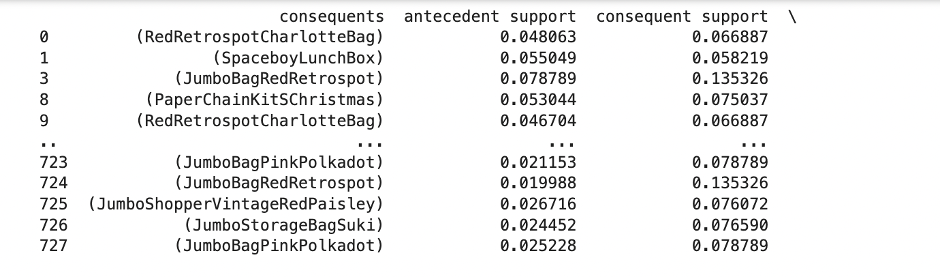 consequents antecedent support consequent support \
0 (RedRetrospotCharlotteBag) 0.048063 0.066887
1 (SpaceboyLunchBox) 0.055049 0.058219
3 (JumboBagRedRetrospot) 0.078789 0.135326
8 (PaperChainKitSChristmas) 0.053044 0.075037
9 (RedRetrospotCharlotteBag) 0.046704 0.066887
.. ... ... ...
723 (JumboBagPinkPolkadot) 0.021153 0.078789
724 (JumboBagRedRetrospot) 0.019988 0.135326
725 (JumboShopperVintageRedPaisley) 0.026716 0.076072
726 (JumboStorageBagSuki) 0.024452 0.076590
727 (JumboBagPinkPolkadot) 0.025228 0.078789